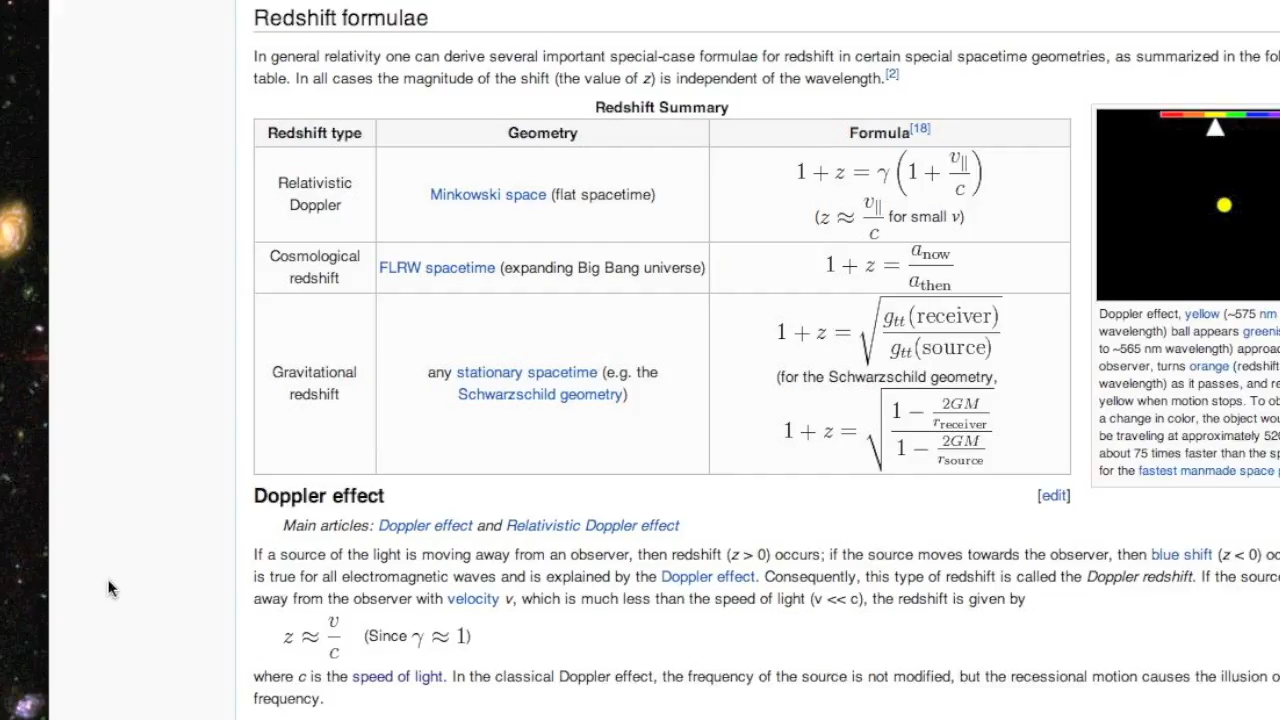 Redshift formulae
In general relativity one can derive several important special-case formulae for redshift in certain special spacetime geometries, as summarized in the fol
table. In all cases the magnitude of the shift (the value of z) is independent of the wavelength.[2]
Redshift Summary
Redshift type Geometry Formula[18]
Relativistic Doppler
Minkowski space (flat spacetime)
1 + z = γ (1 + v∥/c)
(z ≈ v∥/c for small v)
Cosmological redshift
FLRW spacetime (expanding Big Bang universe)
1 + z = a_now/a_then
Gravitational redshift
any stationary spacetime (e.g. the
Schwarzschild geometry)
1 + z = √(g_tt(receiver)/g_tt(source))
(for the Schwarzschild geometry,
1 + z = √((1 − 2GM/r_receiver)/(1 − 2GM/r_source))
Doppler effect, yellow (~575 nm
wavelength) ball appears greenis
to ~565 nm wavelength) approac
observer, turns orange (redshift
wavelength) as it passes, and re
yellow when motion stops. To ob
a change in color, the object wou
be traveling at approximately 520
about 75 times faster than the sp
for the fastest manmade space p
Doppler effect [edit]
Main articles: Doppler effect and Relativistic Doppler effect
If a source of the light is moving away from an observer, then redshift (z > 0) occurs; if the source moves towards the observer, then blue shift (z < 0) oc
is true for all electromagnetic waves and is explained by the Doppler effect. Consequently, this type of redshift is called the Doppler redshift. If the source
away from the observer with velocity v, which is much less than the speed of light (v << c), the redshift is given by
z ≈ v/c (Since γ ≈ 1)
where c is the speed of light. In the classical Doppler effect, the frequency of the source is not modified, but the recessional motion causes the illusion o
frequency.